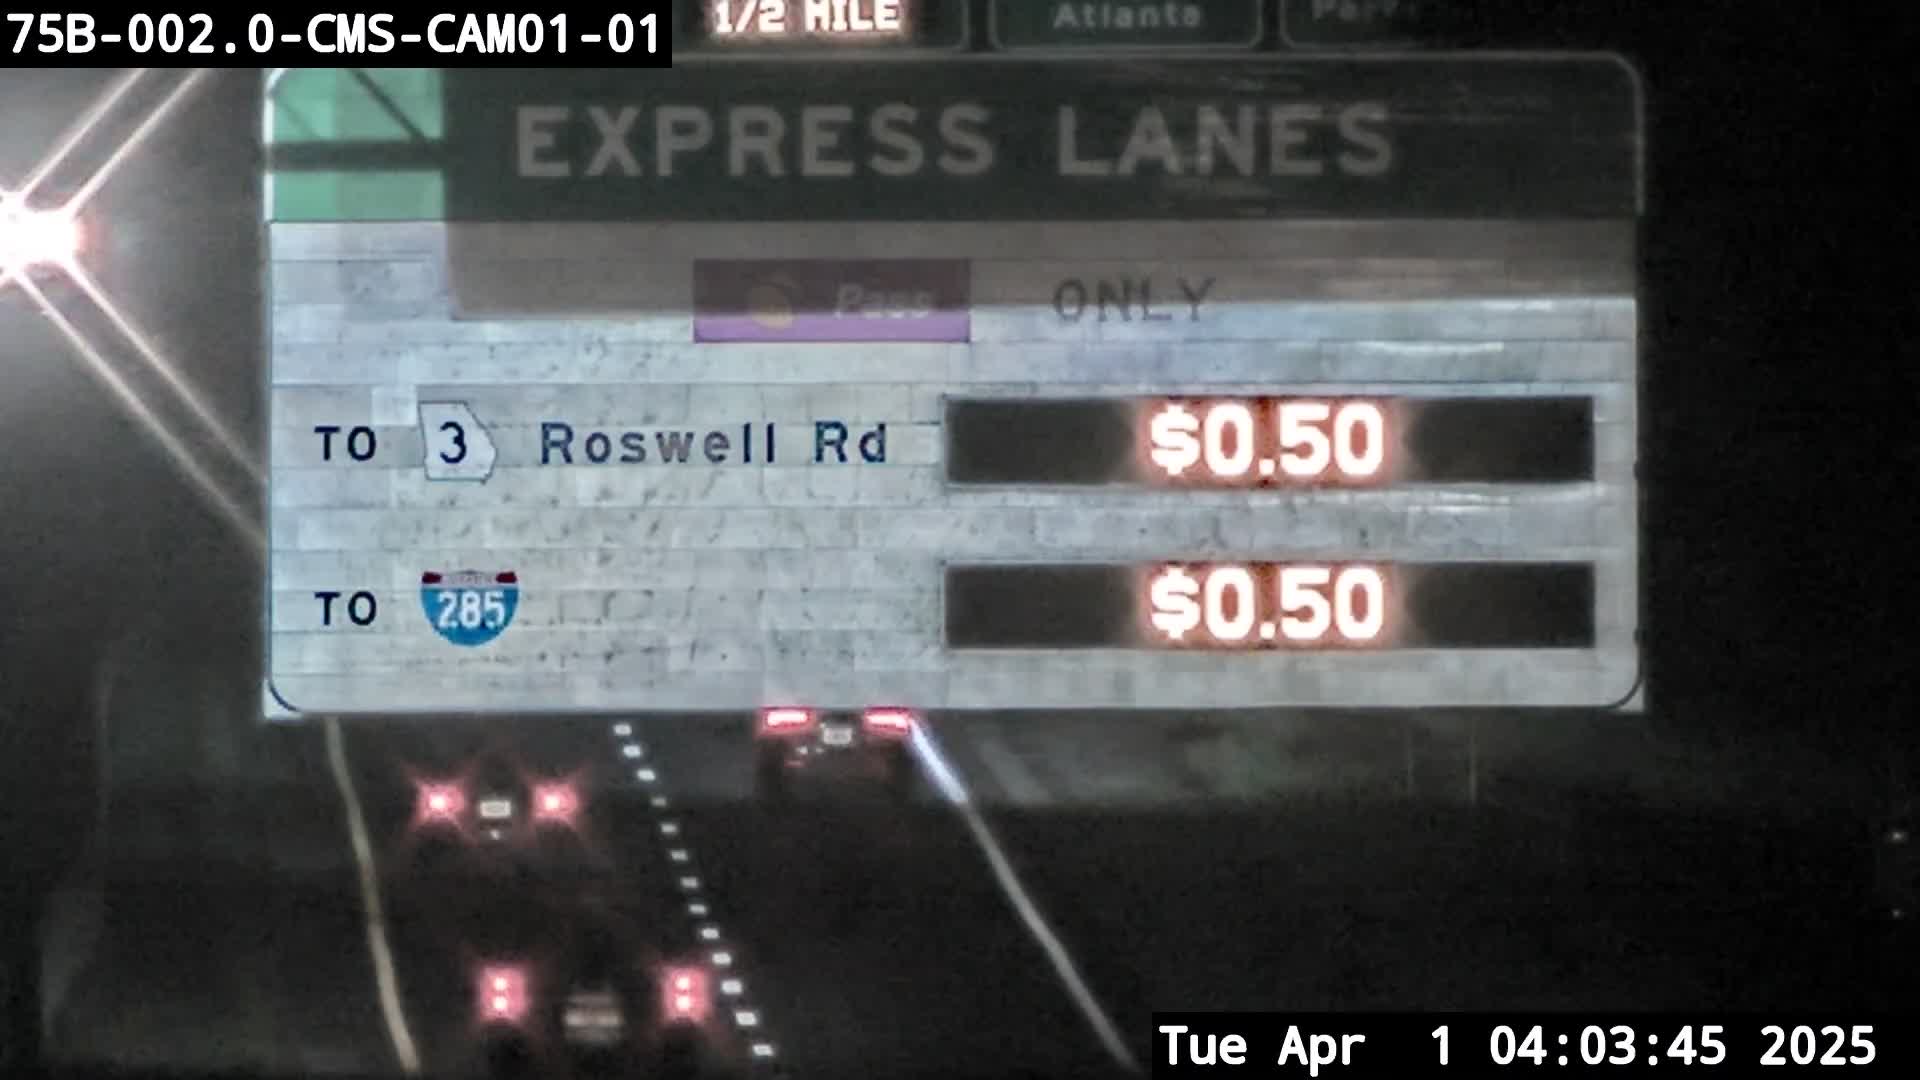 75B-002.0-CMS-CAM01-01
1/2 MILE
Atlanta
EXPRESS LANES
Pass ONLY
TO 3 Roswell Rd $0.50
TO 285 $0.50
Tue Apr 1 04:03:45 2025